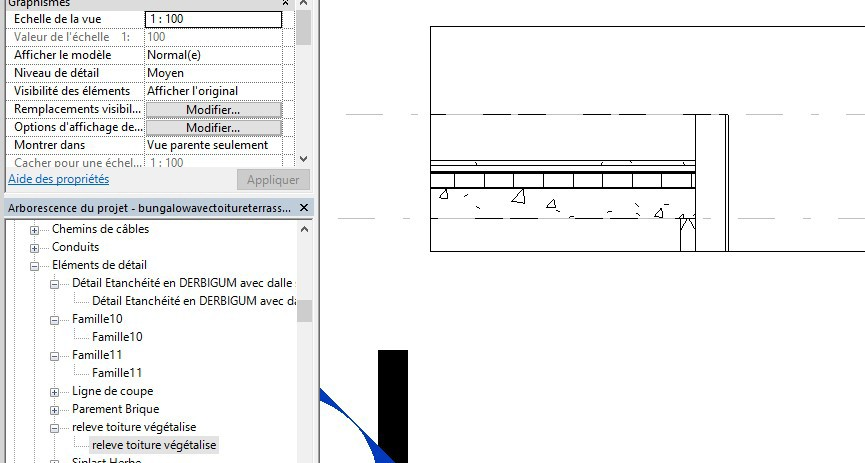 Graphismes
Echelle de la vue 1 : 100
Valeur de l'échelle 1: 100
Afficher le modèle Normal(e)
Niveau de détail Moyen
Visibilité des éléments Afficher l'original
Remplacements visibil... Modifier...
Options d'affichage de... Modifier...
Montrer dans Vue parente seulement
Cacher pour une échel... 1 : 100
Aide des propriétés Appliquer
Arborescence du projet - bungalowavectoitureterrass...
Chemins de câbles
Conduits
Eléments de détail
Détail Etanchéité en DERBIGUM avec dalle
Détail Etanchéité en DERBIGUM avec da
Famille10
Famille10
Famille11
Famille11
Ligne de coupe
Parement Brique
releve toiture végétalise
releve toiture végétalise
Siplast Herbe